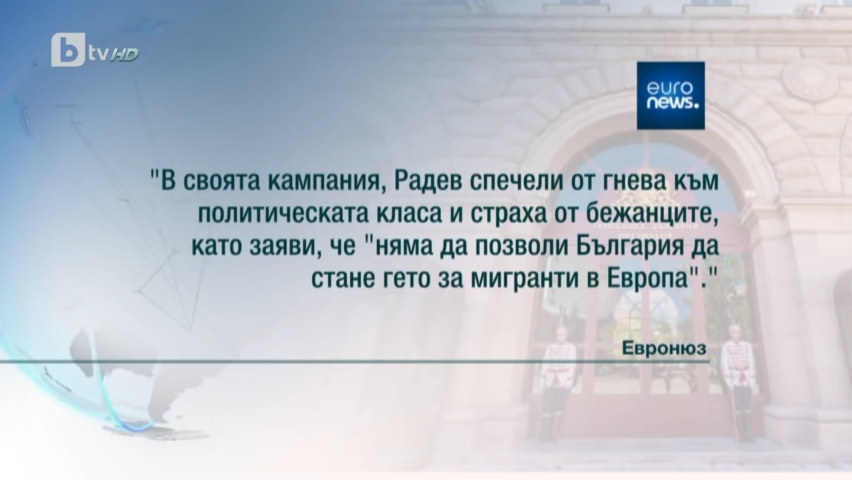 btv HD
euro
news.
"В своята кампания, Радев спечели от гнева към
политическата класа и страха от бежанците,
като заяви, че "няма да позволи България да
стане гето за мигранти в Европа"."
Евронюз